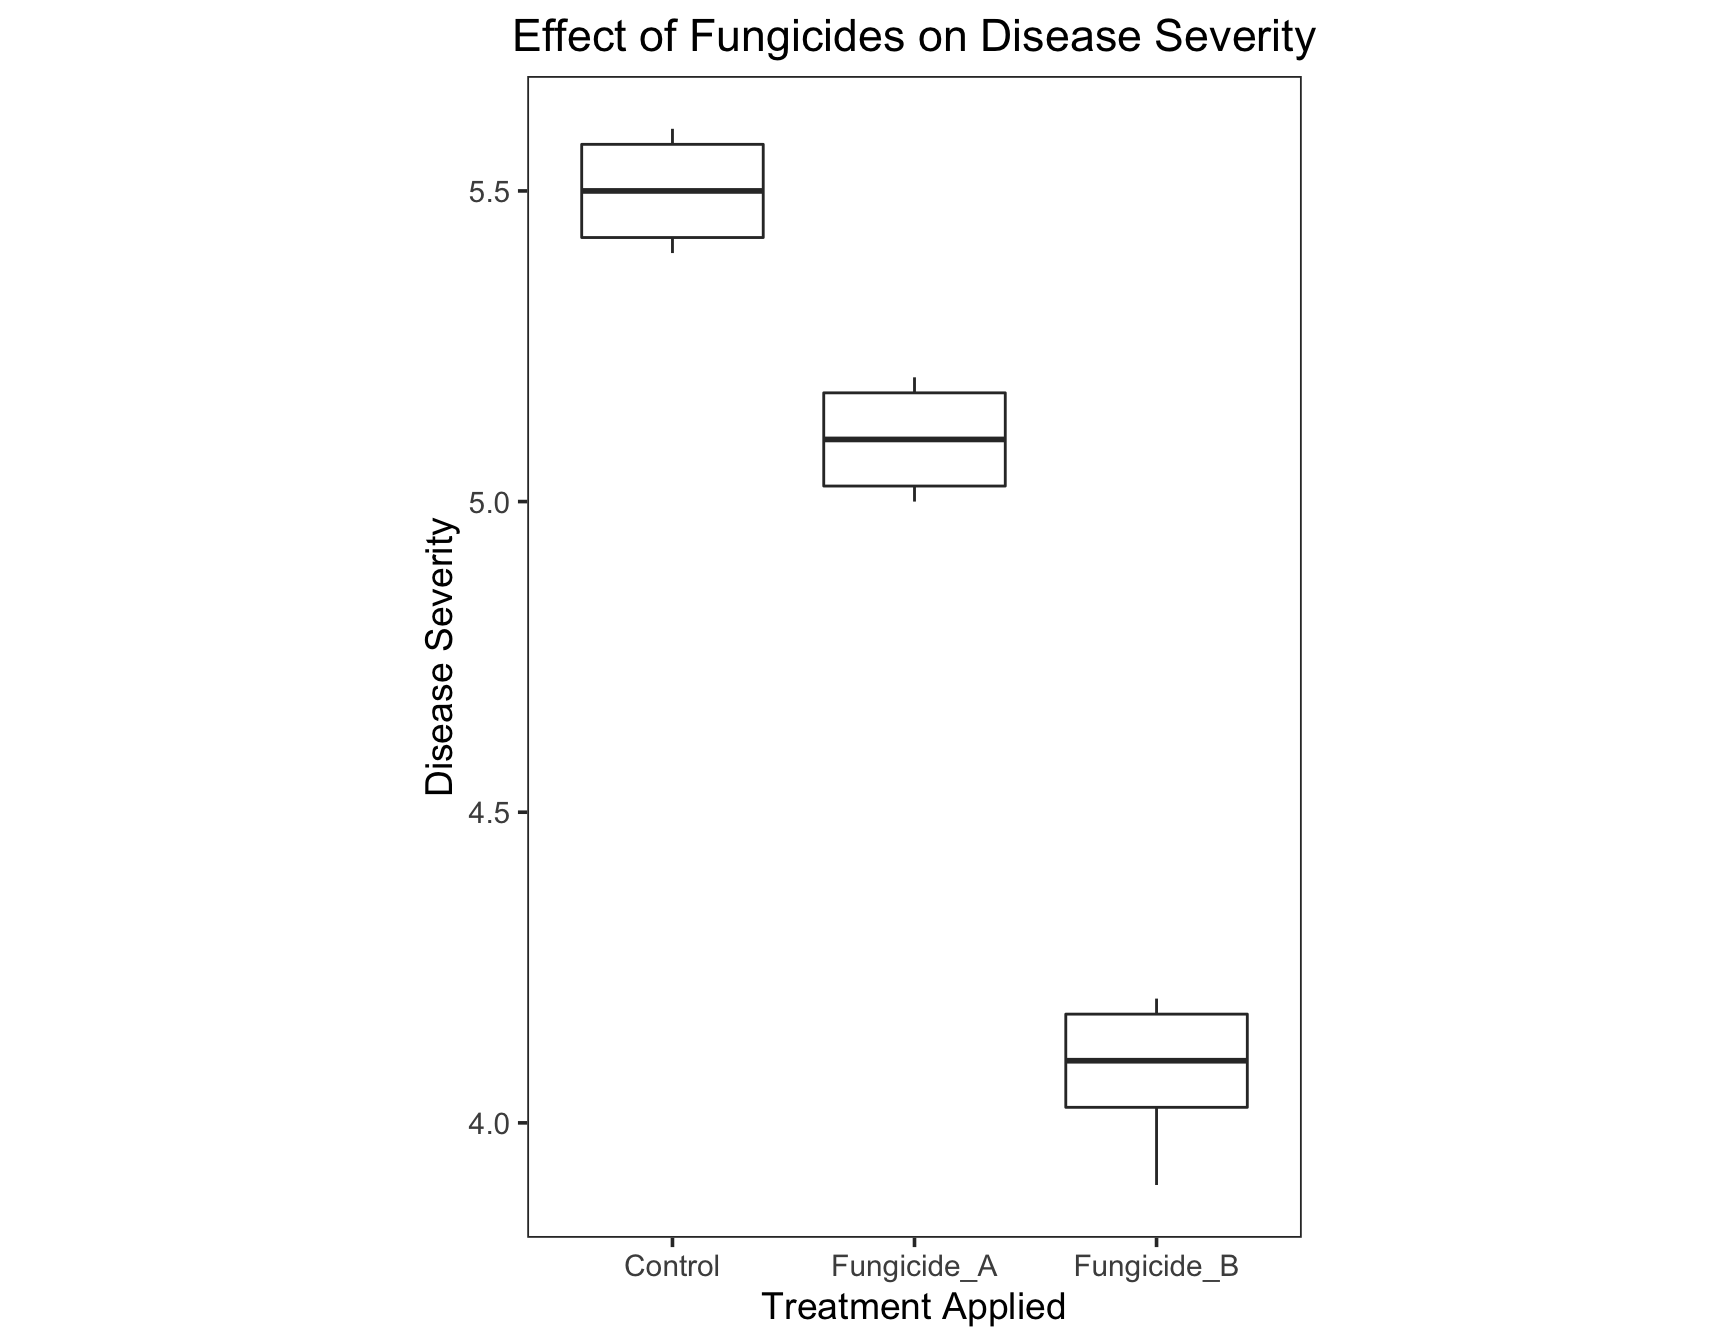 Effect of Fungicides on Disease Severity
Disease Severity
5.5
5.0
4.5
4.0
Control Fungicide_A Fungicide_B
Treatment Applied